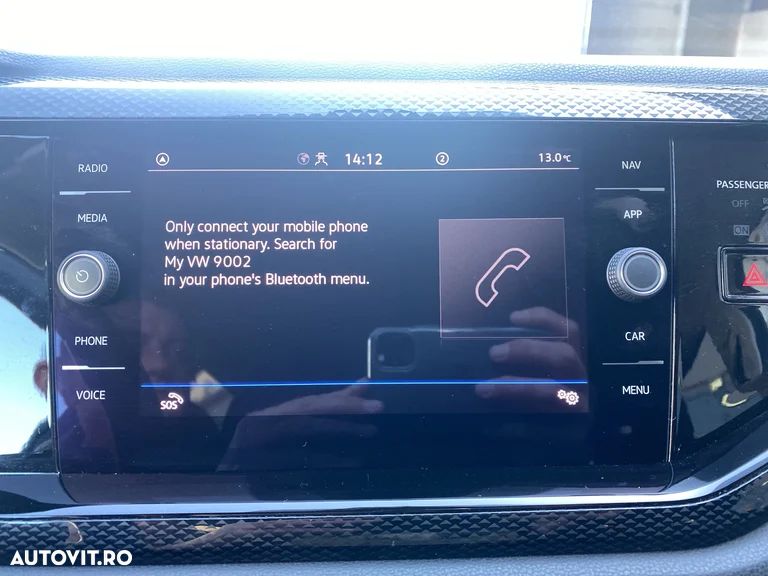 RADIO
MEDIA
PHONE
VOICE
14:12
2
13.0°C
Only connect your mobile phone
when stationary. Search for
My VW 9002
in your phone's Bluetooth menu.
SOS
NAV
APP
CAR
MENU
PASSENGER
OFF
ON
AUTOVIT.RO